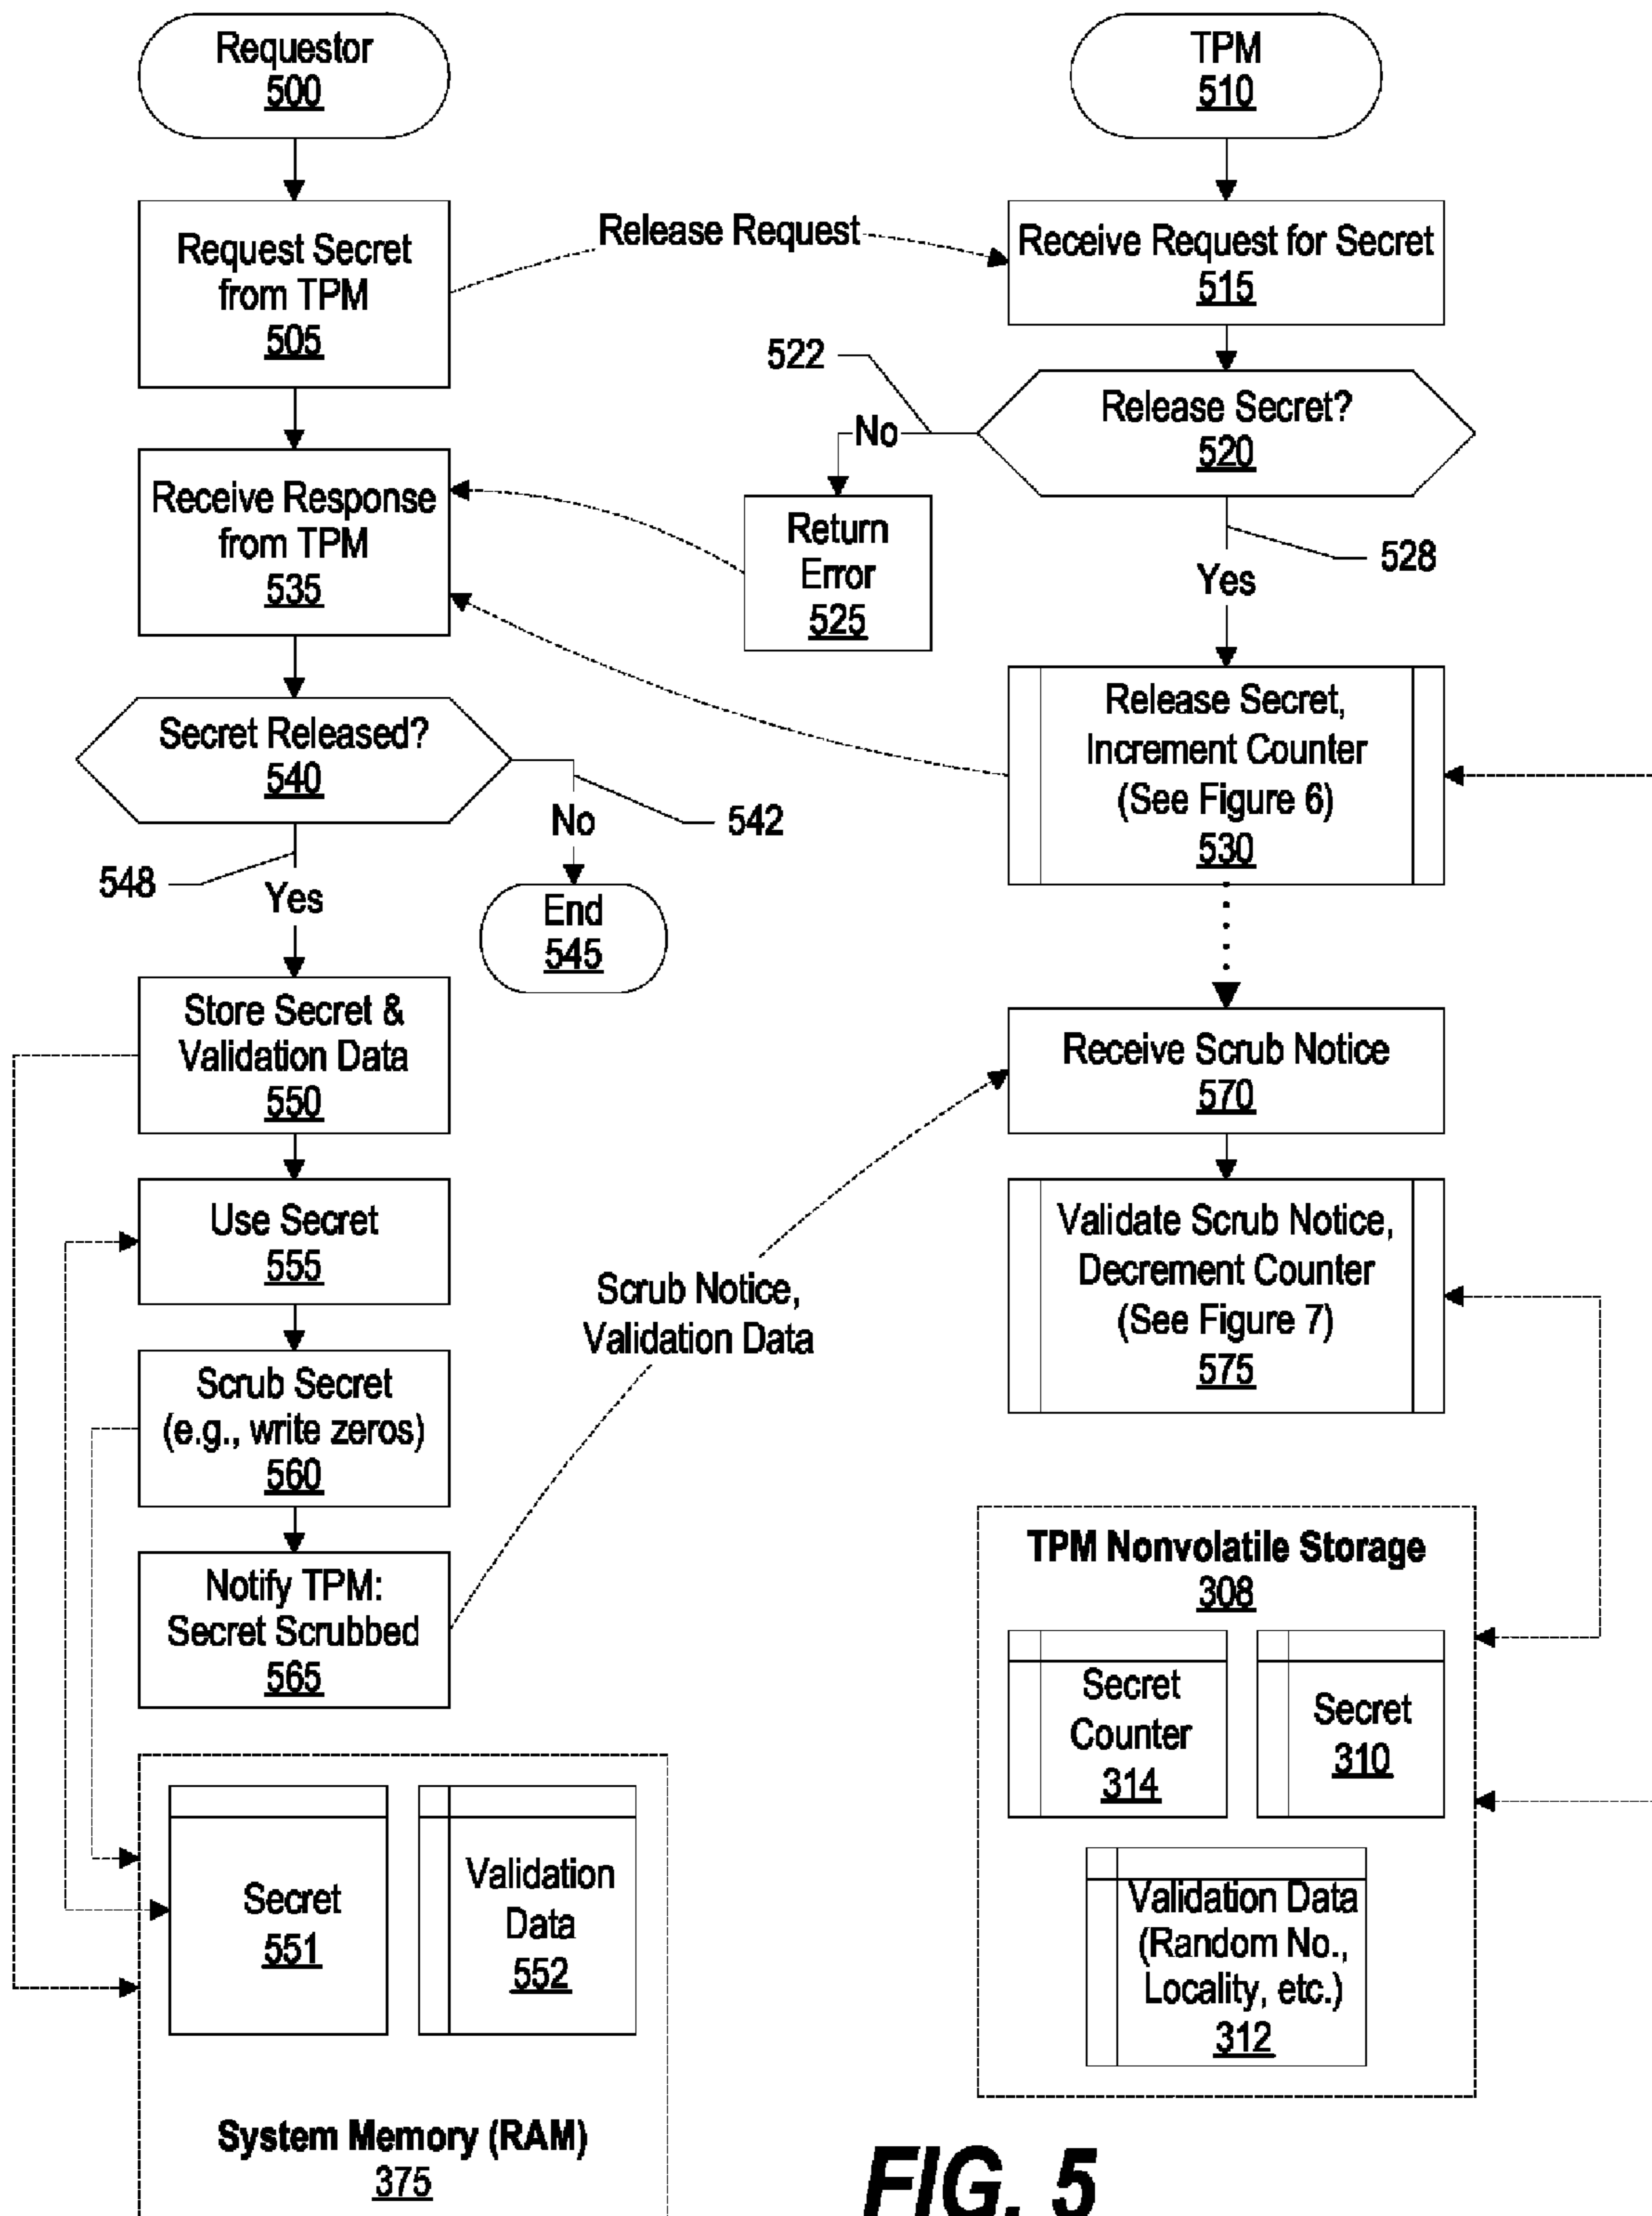 Requestor
500
Request Secret
from TPM
505
Release Request
Receive Response
from TPM
535
Secret Released?
540
No
542
End
545
548
Yes
Store Secret &
Validation Data
550
Use Secret
555
Scrub Secret
(e.g., write zeros)
560
Notify TPM:
Secret Scrubbed
565
Scrub Notice,
Validation Data
Secret
551
Validation
Data
552
System Memory (RAM)
375
TPM
510
Receive Request for Secret
515
522
Release Secret?
520
No
Return
Error
525
528
Yes
Release Secret,
Increment Counter
(See Figure 6)
530
Receive Scrub Notice
570
Validate Scrub Notice,
Decrement Counter
(See Figure 7)
575
TPM Nonvolatile Storage
308
Secret
Counter
314
Secret
310
Validation Data
(Random No.,
Locality, etc.)
312
FIG. 5